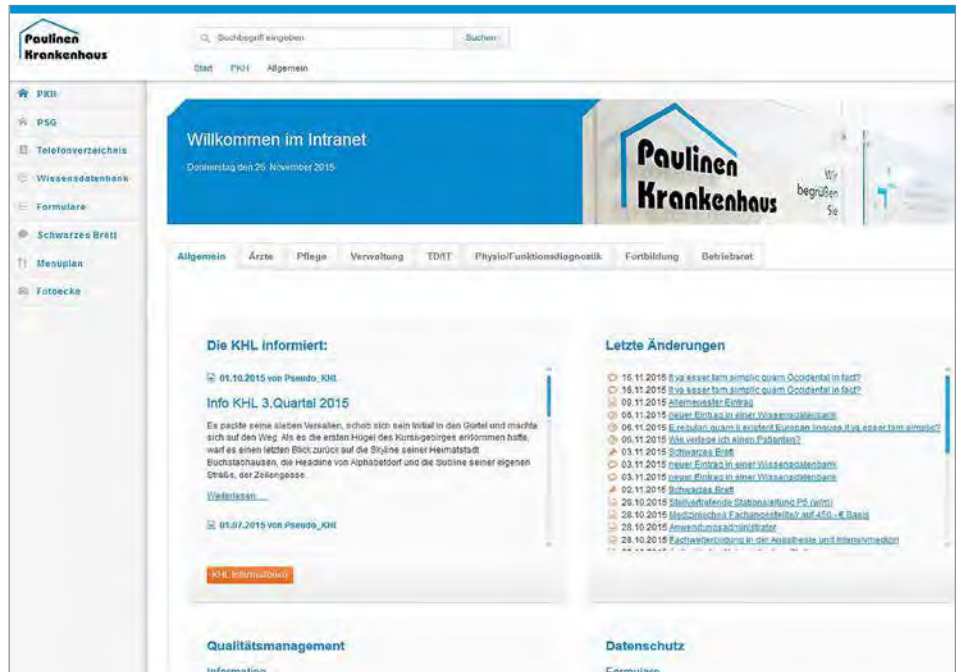 Paulinen
Krankenhaus
Suchbegriff eingeben
Suchen
Start PKH Allgemein
PKH
PSG
Telefonverzeichnis
Wissensdatenbank
Formulare
Schwarzes Brett
Menüplan
Fotoecke
Willkommen im Intranet
Donnerstag den 26. November 2015
Paulinen
Krankenhaus
Wir
begrüßen
Sie
Allgemein Ärzte Pflege Verwaltung TD/IT Physio/Funktionsdiagnostik Fortbildung Betriebsrat
Die KHL informiert:
01.10.2015 von Pseudo_KHL
Info KHL 3.Quartal 2015
Es packte seine sieben Versalien, schob sich sein Initial in den Gürtel und machte
sich auf den Weg. Als es die ersten Hügel des Kursivgebirges erklommen hatte,
warf es einen letzten Blick zurück auf die Skyline seiner Heimatstadt
Buchstabhausen, die Headline von Alphabetdorf und die Subline seiner eigenen
Straße, der Zeilengasse.
Weiterlesen ...
01.07.2015 von Pseudo_KHL
KHL Informationen
Letzte Änderungen
16.11.2015 It va esser tam simplic quam Occidental in fact?
16.11.2015 It va esser tam simplic quam Occidental in fact?
09.11.2015 Allerneuester Eintrag
06.11.2015 neuer Eintrag in einer Wissensdatenbank
06.11.2015 E regulari quam li existent Europan lingues.It va esser tam simplic?
06.11.2015 Wie verlege ich einen Patienten?
03.11.2015 Schwarzes Brett
03.11.2015 neuer Eintrag in einer Wissensdatenbank
03.11.2015 neuer Eintrag in einer Wissensdatenbank
02.11.2015 Schwarzes Brett
28.10.2015 Stellvertretende Stationsleitung P5 (w/m)
28.10.2015 Medizinische/r Fachangestellte/r auf 450,- € Basis
28.10.2015 Anwendungsadministrator
28.10.2015 Fachweiterbildung in der Anästhesie und Intensivmedizin
Qualitätsmanagement
Information
Datenschutz
Formulare